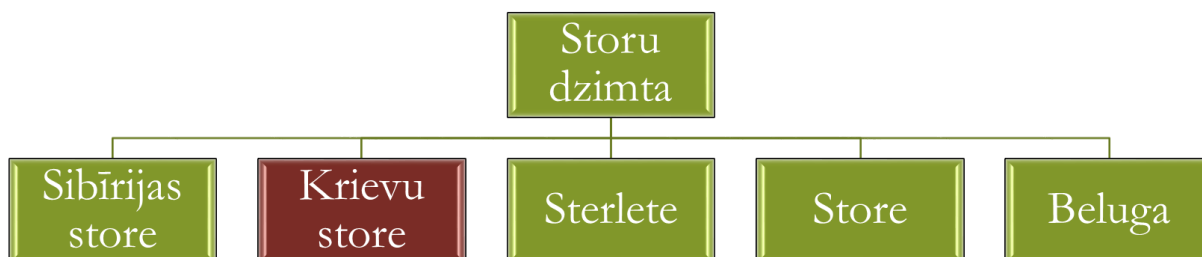 Storu
dzimta
Sibīrijas
store
Krievu
store
Sterlete
Store
Beluga